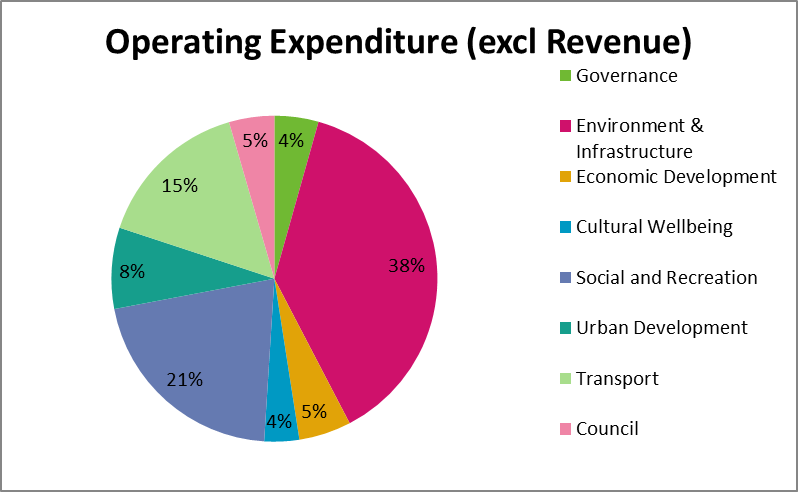 Operating Expenditure (excl Revenue)
Governance
Environment &
Infrastructure
Economic Development
Cultural Wellbeing
Social and Recreation
Urban Development
Transport
Council
4%
38%
5%
4%
21%
8%
15%
5%